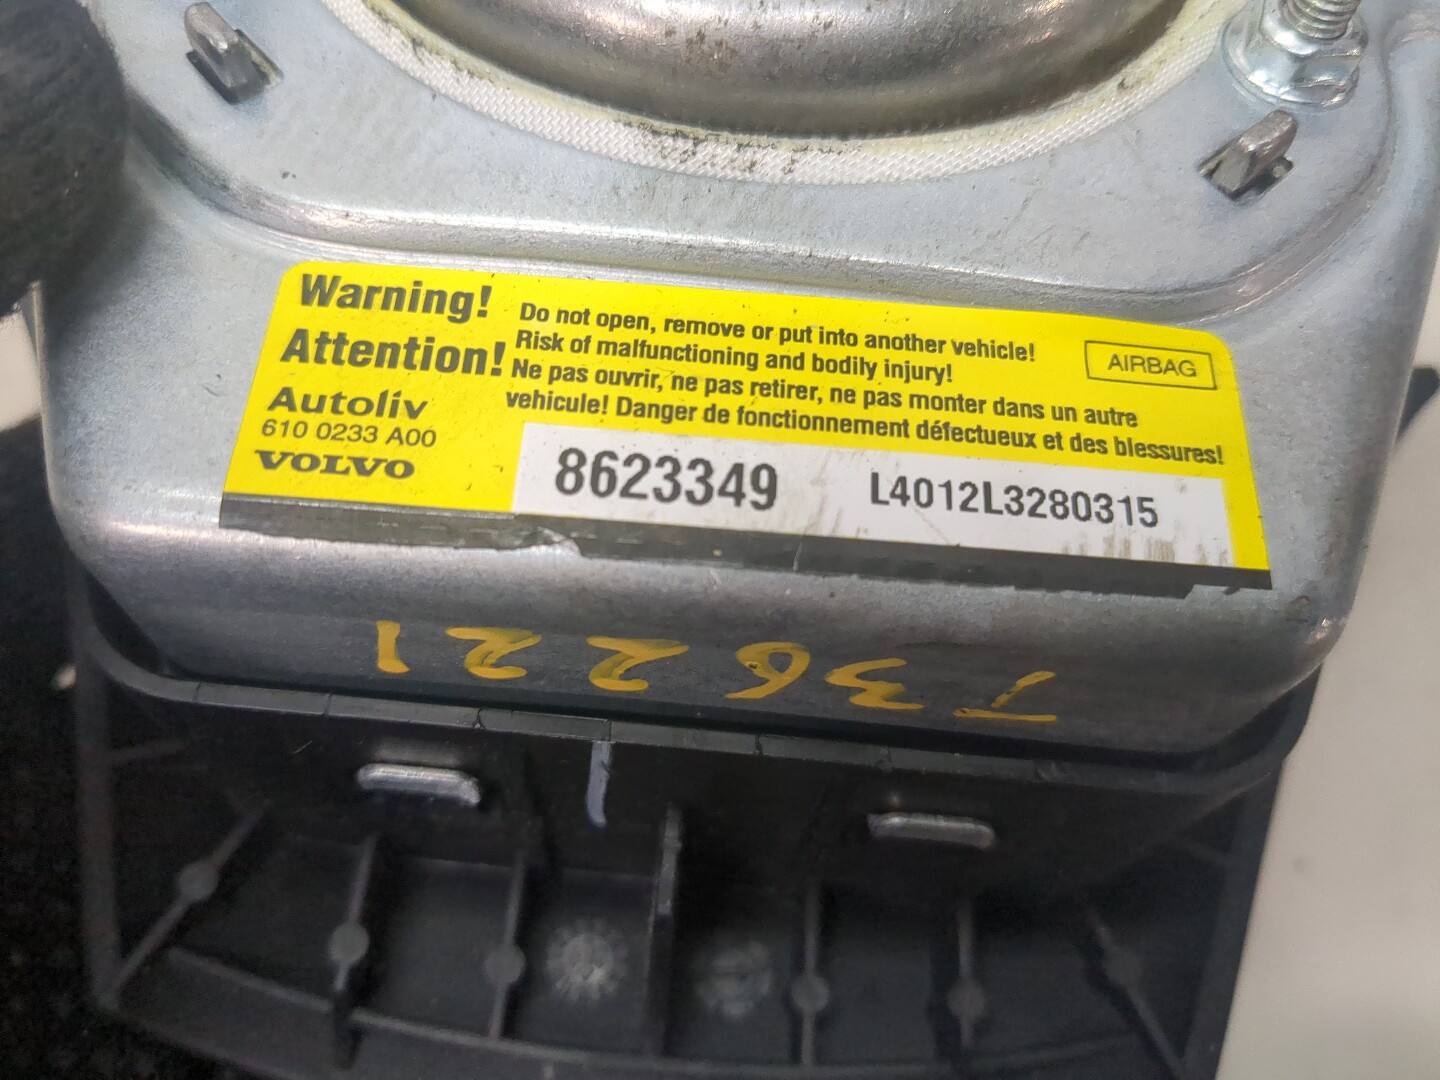 Warning!
Attention!
Do not open, remove or put into another vehicle!
Risk of malfunctioning and bodily injury!
Ne pas ouvrir, ne pas retirer, ne pas monter dans un autre
vehicule! Danger de fonctionnement défectueux et des blessures!
AIRBAG
Autoliv
610 0233 A00
VOLVO
8623349
L4012L3280315
T36221